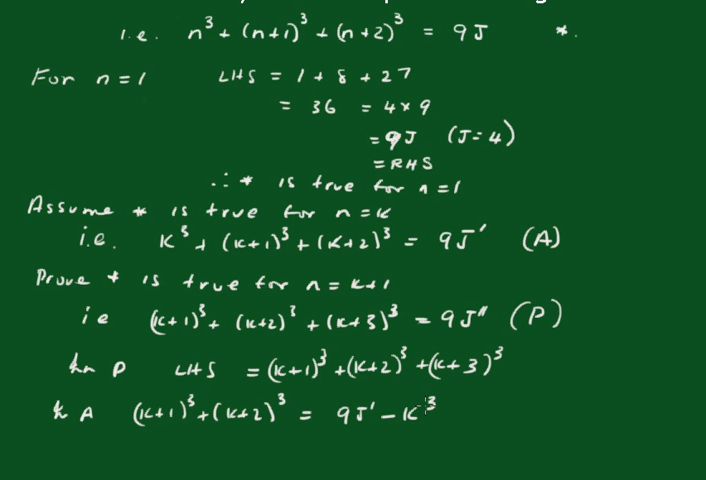 i.e. n³ + (n+1)³ + (n+2)³ = 9J *.
For n = 1 LHS = 1 + 8 + 27
= 36 = 4 × 9
= 9J (J = 4)
= RHS
∴ * is true for n = 1
Assume * is true for n = k
i.e. k³ + (k+1)³ + (k+2)³ = 9J' (A)
Prove * is true for n = k+1
ie (k+1)³ + (k+2)³ + (k+3)³ = 9J" (P)
In P LHS = (k+1)³ + (k+2)³ + (k+3)³
A (k+1)³ + (k+2)³ = 9J' − k³